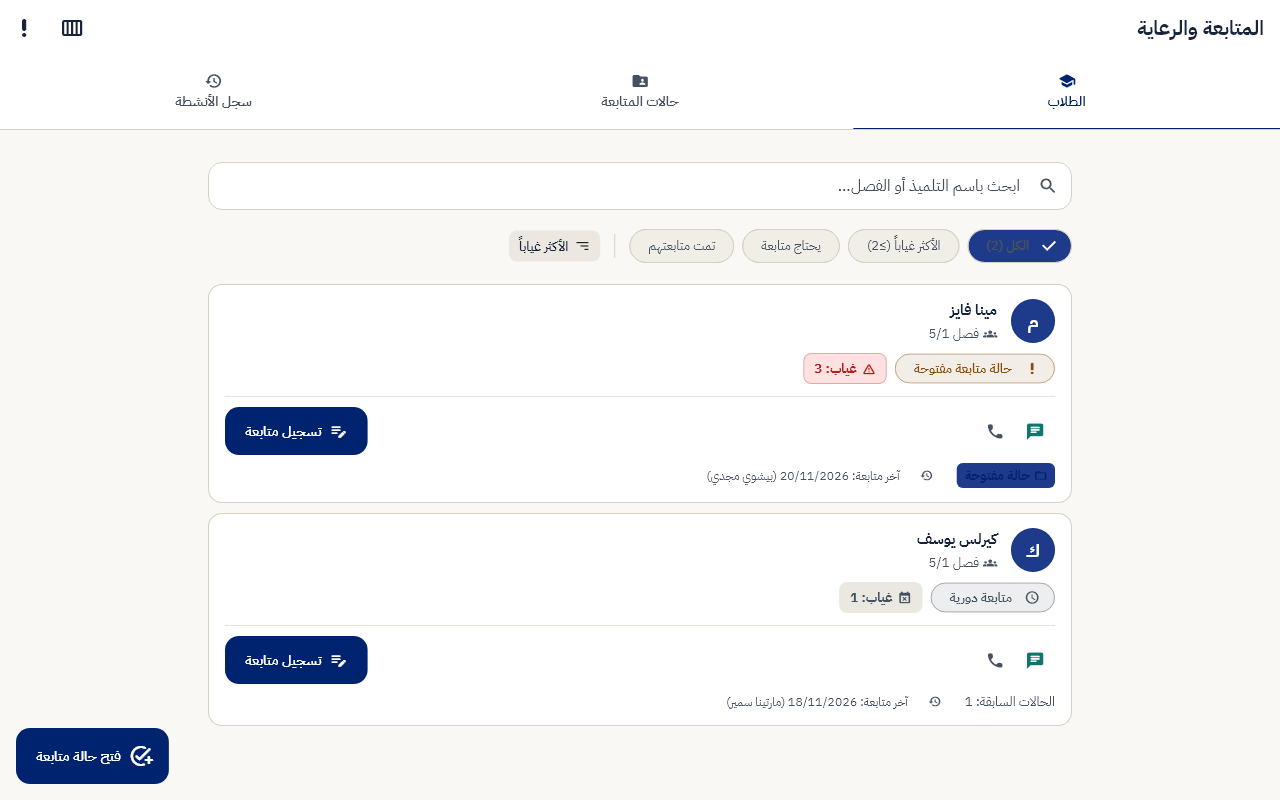 المتابعة والرعاية
الطلاب
حالات المتابعة
سجل الأنشطة
ابحث باسم التلميذ أو الفصل...
الكل (2)
الأكثر غياباً (≥2)
يحتاج متابعة
تمت متابعتهم
الأكثر غياباً
م
مينا فايز
فصل 5/1
حالة متابعة مفتوحة
غياب: 3
تسجيل متابعة
حالة مفتوحة
آخر متابعة: 20/11/2026 (بيشوي مجدي)
ك
كيرلس يوسف
فصل 5/1
متابعة دورية
غياب: 1
تسجيل متابعة
الحالات السابقة: 1
آخر متابعة: 18/11/2026 (مارتينا سمير)
فتح حالة متابعة